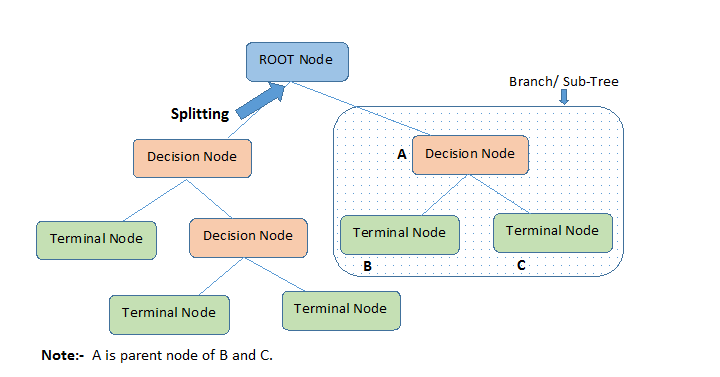 ROOT Node
Branch/ Sub-Tree
Splitting
Decision Node
A
Decision Node
Terminal Node
Decision Node
Terminal Node
Terminal Node
B
C
Terminal Node
Terminal Node
Note:- A is parent node of B and C.